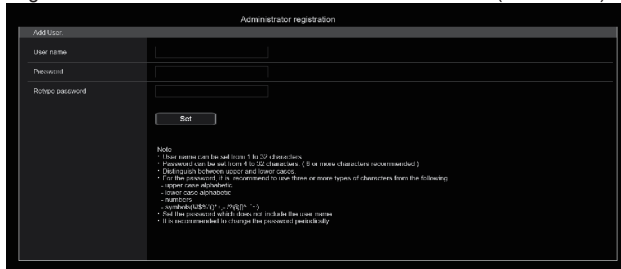 Administrator registration
Add User.
User name
Password
Retype password
Set
Note
・User name can be set from 1 to 32 characters.
・Password can be set from 4 to 32 characters. ( 8 or more characters recommended )
・Distinguish between upper and lower cases.
・For the password, it is recommend to use three or more types of characters from the following
- upper case alphabetic
- lower case alphabetic
- numbers
・Set the password which does not include the user name
・It is recommended to change the password periodically